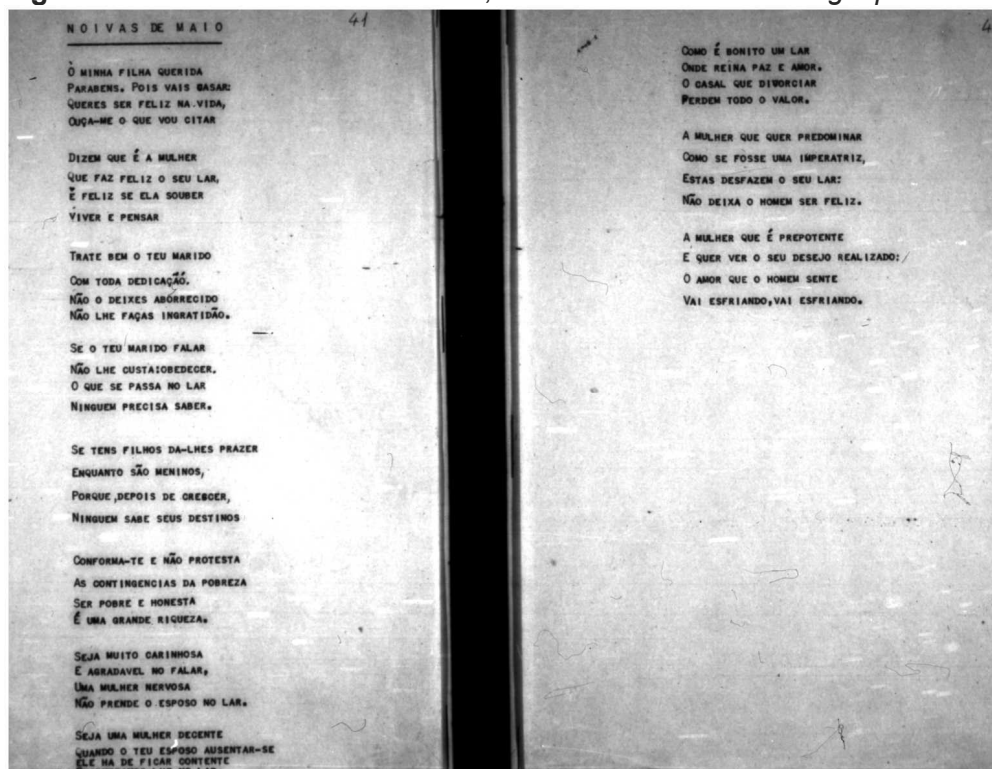 41
NOIVAS DE MAIO
Ó MINHA FILHA QUERIDA
PARABENS. POIS VAIS CASAR:
QUERES SER FELIZ NA VIDA,
OUÇA-ME O QUE VOU CITAR
DIZEM QUE É A MULHER
QUE FAZ FELIZ O SEU LAR,
É FELIZ SE ELA SOUBER
VIVER E PENSAR
TRATE BEM O TEU MARIDO
COM TODA DEDICAÇÃO.
NÃO O DEIXES ABORRECIDO
NÃO LHE FAÇAS INGRATIDÃO.
SE O TEU MARIDO FALAR
NÃO LHE CUSTA:OBEDECER.
O QUE SE PASSA NO LAR
NINGUEM PRECISA SABER.
SE TENS FILHOS DA-LHES PRAZER
ENQUANTO SÃO MENINOS,
PORQUE,DEPOIS DE CRESCER,
NINGUEM SABE SEUS DESTINOS
CONFORMA-TE E NÃO PROTESTA
AS CONTINGENCIAS DA POBREZA
SER POBRE E HONESTA
É UMA GRANDE RIQUEZA.
SEJA MUITO CARINHOSA
E AGRADAVEL NO FALAR,
UMA MULHER NERVOSA
NÃO PRENDE O ESPOSO NO LAR.
SEJA UMA MULHER DECENTE
QUANDO O TEU ESPOSO AUSENTAR-SE
ELE HA DE FICAR CONTENTE
COMO É BONITO UM LAR
ONDE REINA PAZ E AMOR.
O CASAL QUE DIVORCIAR
PERDEM TODO O VALOR.
A MULHER QUE QUER PREDOMINAR
COMO SE FOSSE UMA IMPERATRIZ,
ESTAS DESFAZEM O SEU LAR:
NÃO DEIXA O HOMEM SER FELIZ.
A MULHER QUE É PREPOTENTE
E QUER VER O SEU DESEJO REALIZADO:
O AMOR QUE O HOMEM SENTE
VAI ESFRIANDO,VAI ESFRIANDO.